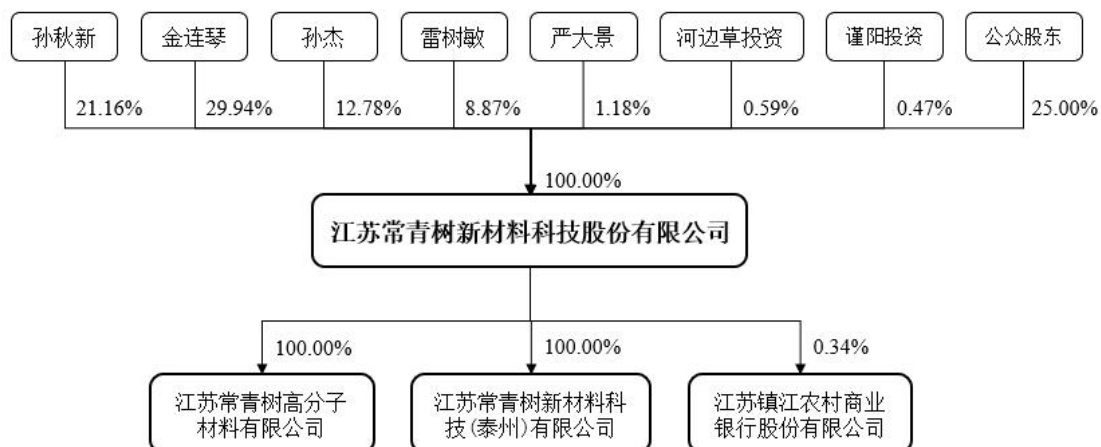 孙秋新 金连琴 孙杰 雷树敏 严大景 河边草投资 谨阳投资 公众股东
21.16% 29.94% 12.78% 8.87% 1.18% 0.59% 0.47% 25.00%
100.00%
江苏常青树新材料科技股份有限公司
100.00% 100.00% 0.34%
江苏常青树高分子
材料有限公司
江苏常青树新材料科
技(泰州)有限公司
江苏镇江农村商业
银行股份有限公司